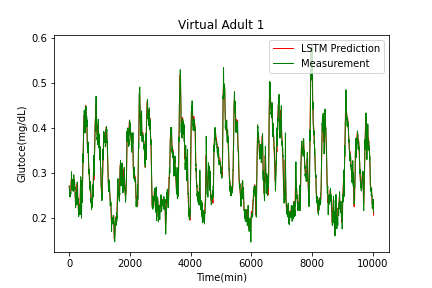 Virtual Adult 1
LSTM Prediction
Measurement
Glutoce(mg/dL)
0.6
0.5
0.4
0.3
0.2
0 2000 4000 6000 8000 10000
Time(min)